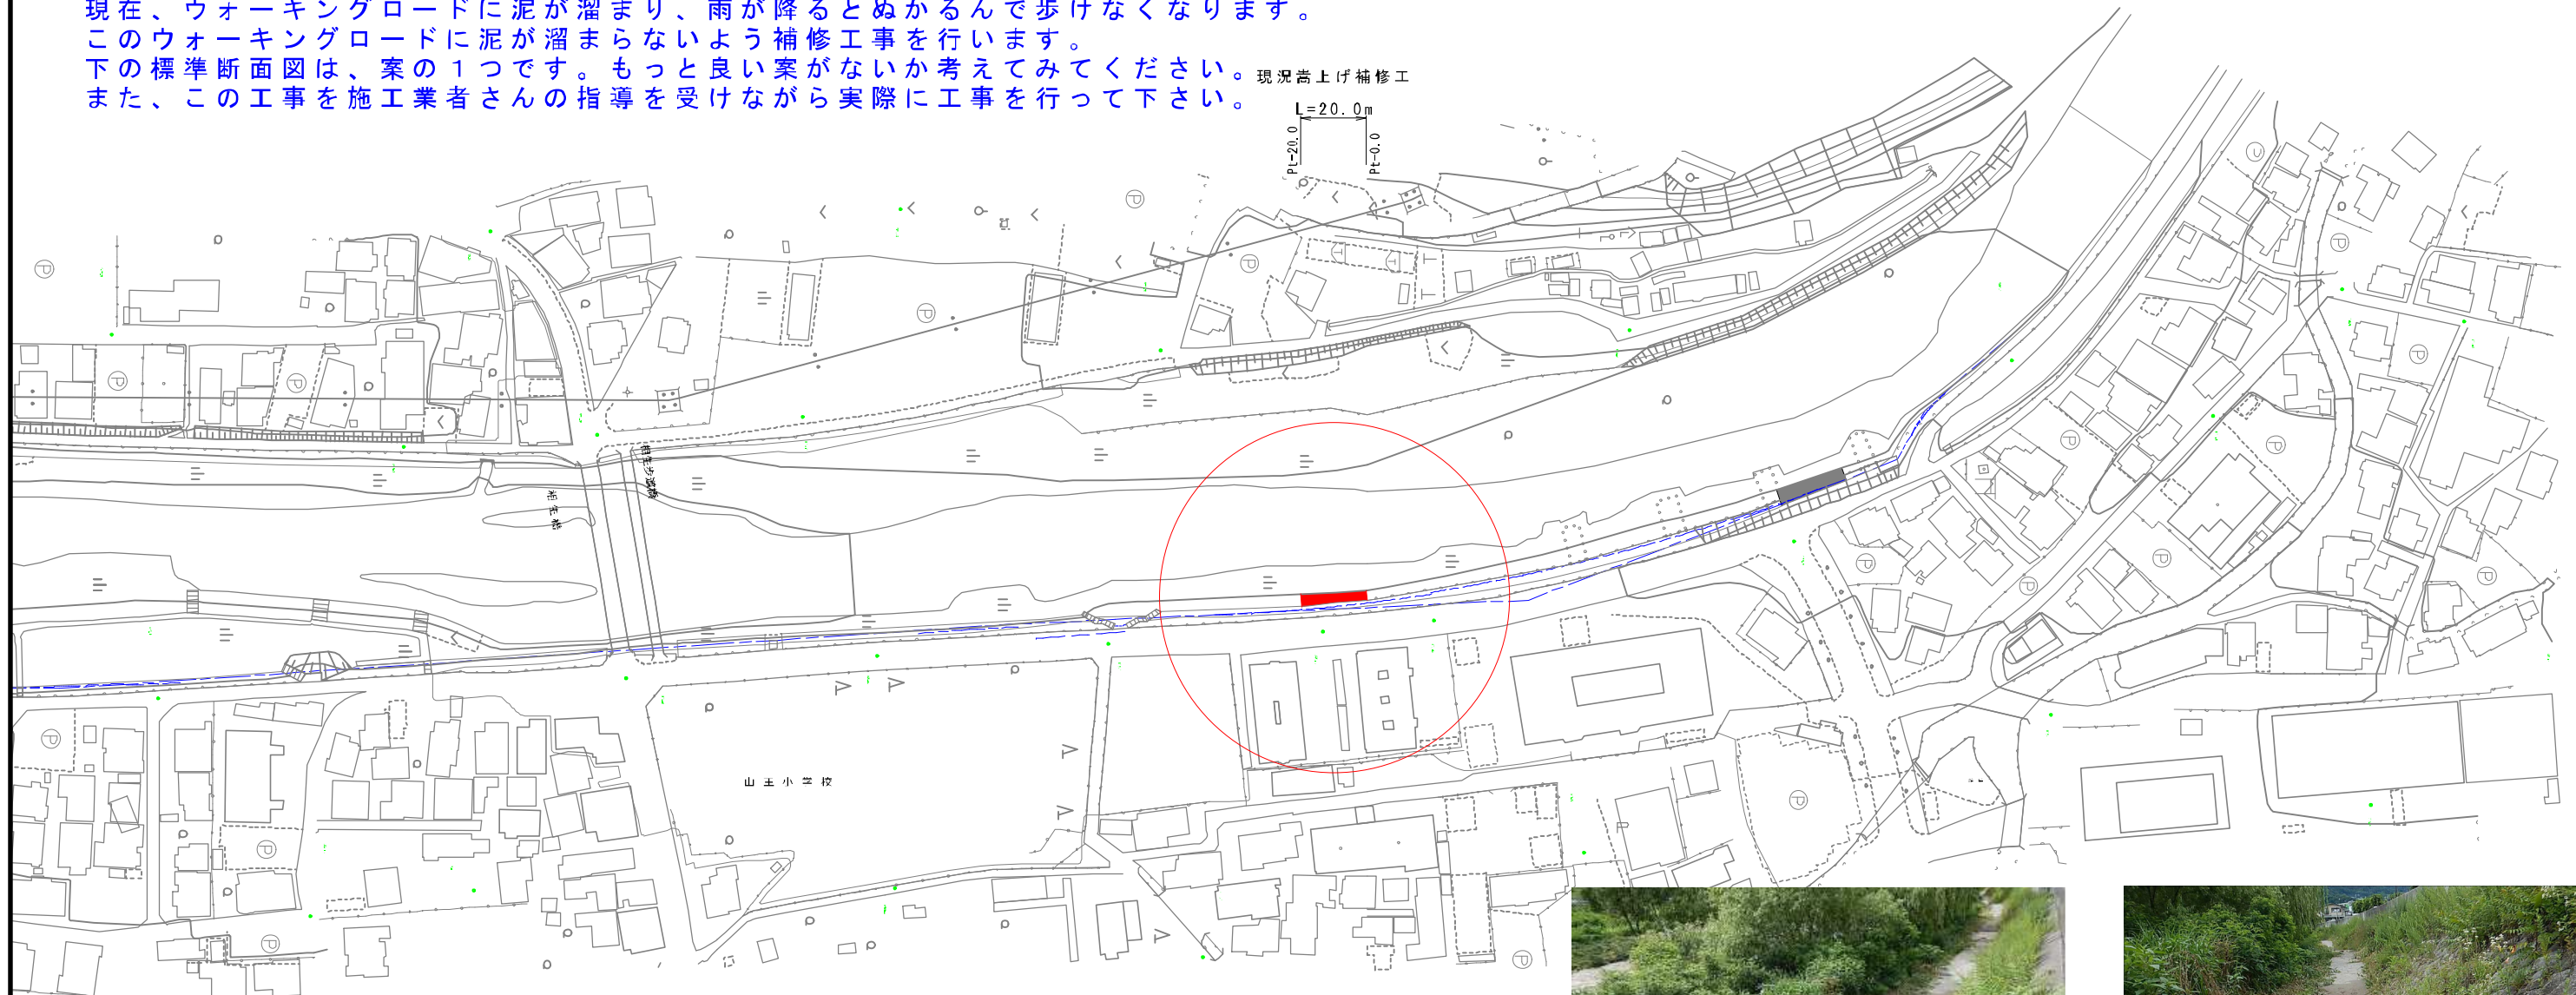 現在、ウォーキングロードに泥が溜まり、雨が降るとぬかるんで歩けなくなります。
このウォーキングロードに泥が溜まらないよう補修工事を行います。
下の標準断面図は、案の１つです。もっと良い案がないか考えてみてください。
また、この工事を施工業者さんの指導を受けながら実際に工事を行って下さい。
現況嵩上げ補修工
L=20.0m
Pt-20.0
Pt-0.0
相生歩道橋
相生橋
山王小学校